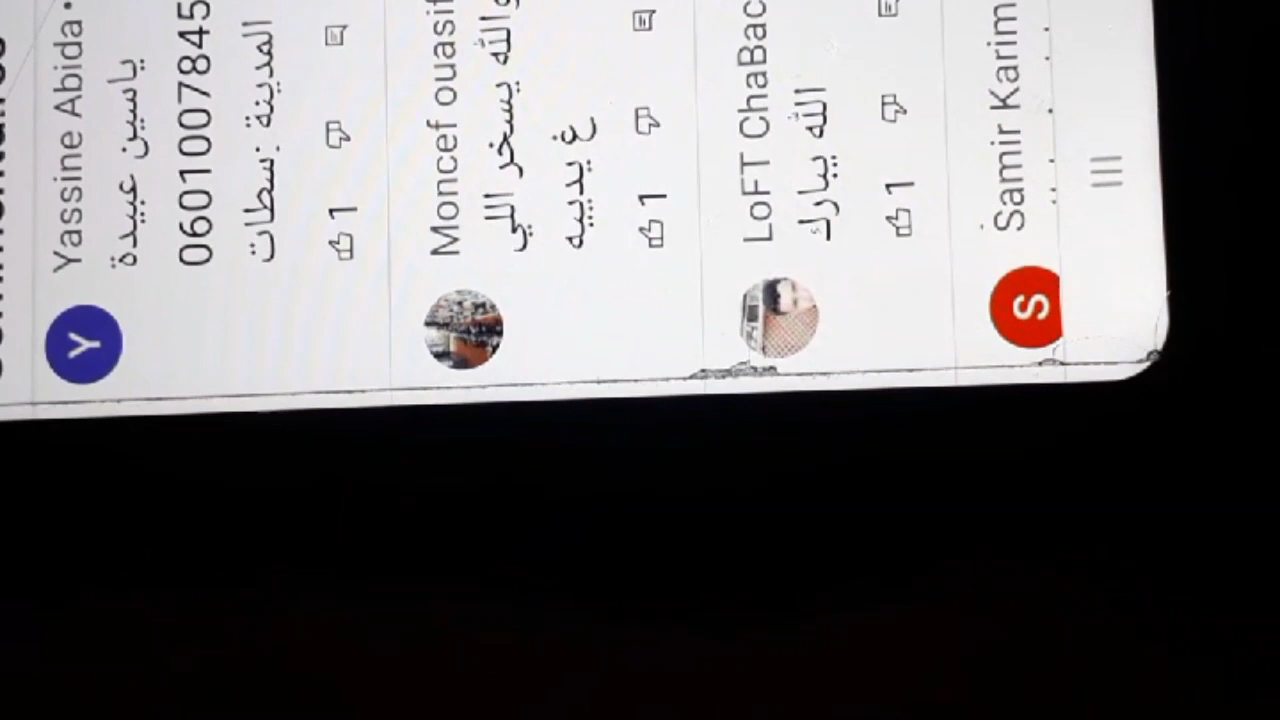 Yassine Abida •
ياسين عبيدة
0601007845
المدينة :سطات
1
Moncef ouasif
والله يسخر اللي
غ يدييه
1
LoFT ChaBac
الله يبارك
1
S
Samir Karim
Y